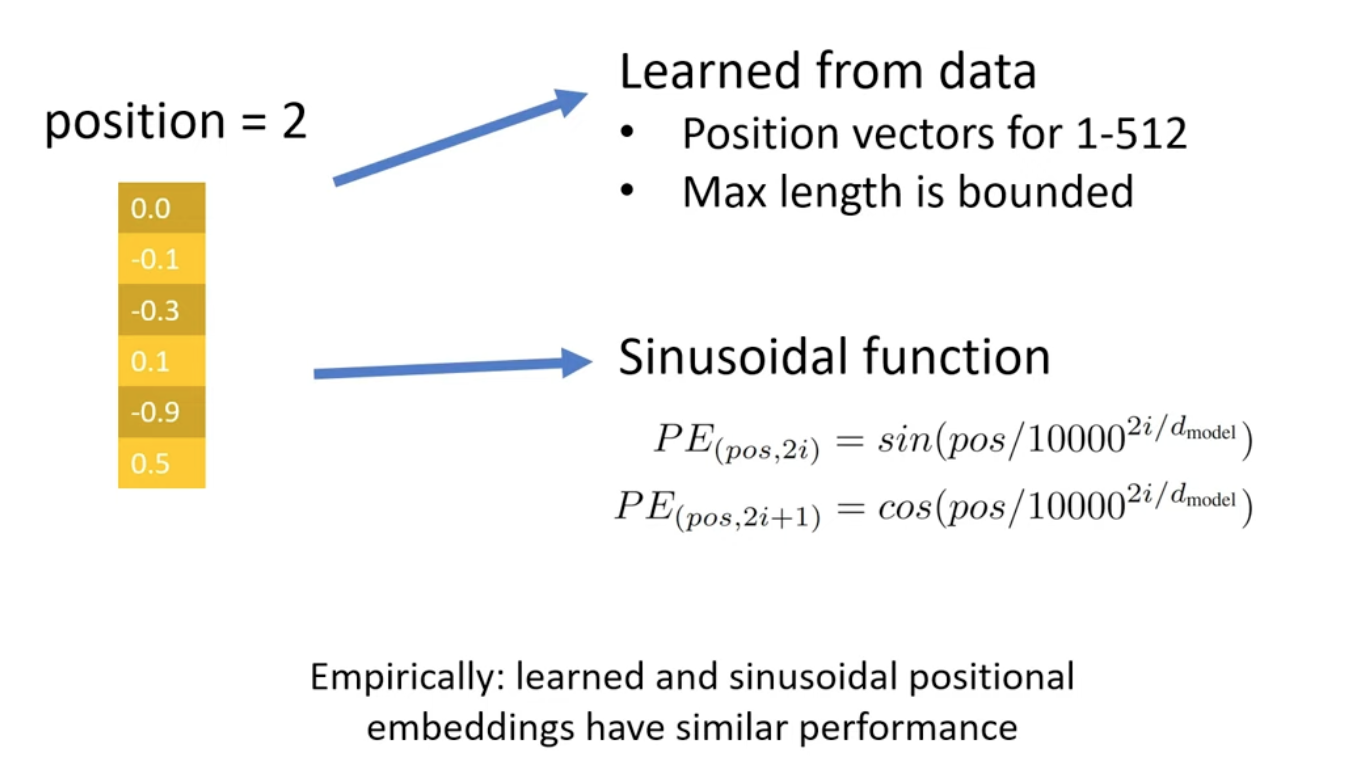 position = 2
0.0
-0.1
-0.3
0.1
-0.9
0.5
Learned from data
• Position vectors for 1-512
• Max length is bounded
Sinusoidal function
PE_{(pos,2i)} = sin(pos/10000^{2i/d_{model}})
PE_{(pos,2i+1)} = cos(pos/10000^{2i/d_{model}})
Empirically: learned and sinusoidal positional
embeddings have similar performance